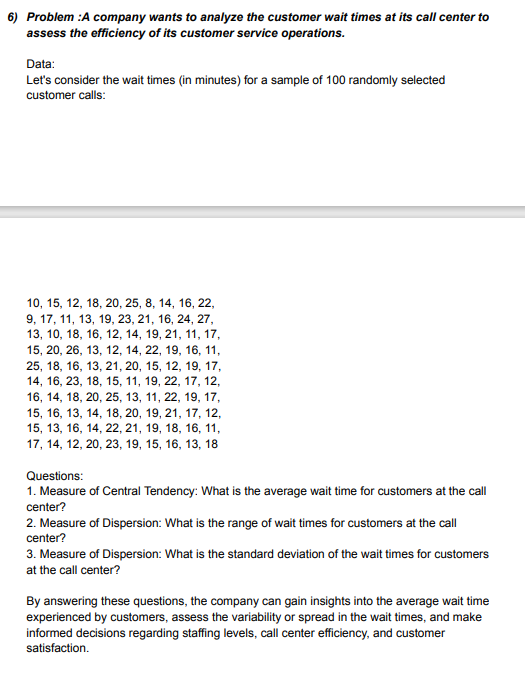 6) Problem :A company wants to analyze the customer wait times at its call center to
assess the efficiency of its customer service operations.
Data:
Let's consider the wait times (in minutes) for a sample of 100 randomly selected
customer calls:
10, 15, 12, 18, 20, 25, 8, 14, 16, 22,
9, 17, 11, 13, 19, 23, 21, 16, 24, 27,
13, 10, 18, 16, 12, 14, 19, 21, 11, 17,
15, 20, 26, 13, 12, 14, 22, 19, 16, 11,
25, 18, 16, 13, 21, 20, 15, 12, 19, 17,
14, 16, 23, 18, 15, 11, 19, 22, 17, 12,
16, 14, 18, 20, 25, 13, 11, 22, 19, 17,
15, 16, 13, 14, 18, 20, 19, 21, 17, 12,
15, 13, 16, 14, 22, 21, 19, 18, 16, 11,
17, 14, 12, 20, 23, 19, 15, 16, 13, 18
Questions:
1. Measure of Central Tendency: What is the average wait time for customers at the call
center?
2. Measure of Dispersion: What is the range of wait times for customers at the call
center?
3. Measure of Dispersion: What is the standard deviation of the wait times for customers
at the call center?
By answering these questions, the company can gain insights into the average wait time
experienced by customers, assess the variability or spread in the wait times, and make
informed decisions regarding staffing levels, call center efficiency, and customer
satisfaction.